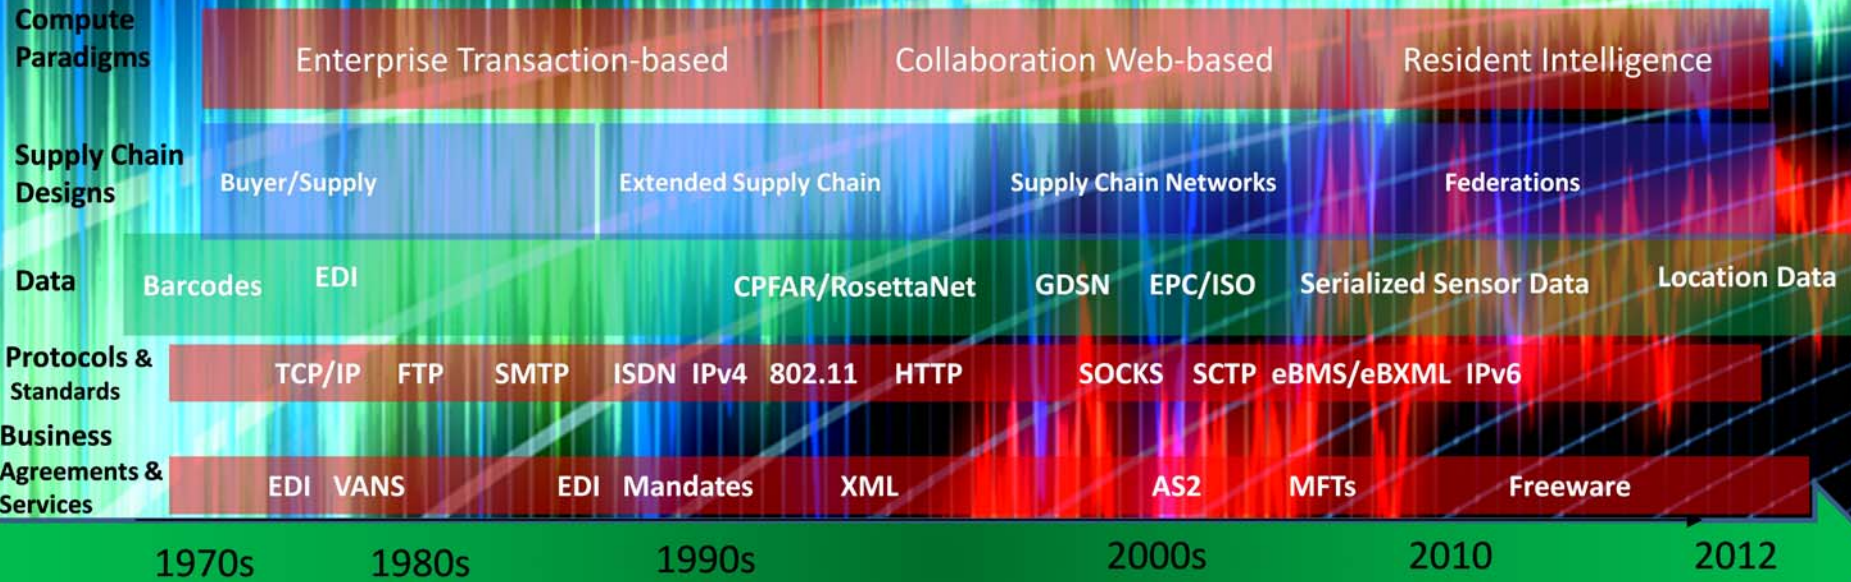 Compute
Paradigms
Enterprise Transaction-based Collaboration Web-based Resident Intelligence
Supply Chain
Designs
Buyer/Supply Extended Supply Chain Supply Chain Networks Federations
Data
Barcodes EDI CPFAR/RosettaNet GDSN EPC/ISO Serialized Sensor Data Location Data
Protocols &
Standards
TCP/IP FTP SMTP ISDN IPv4 802.11 HTTP SOCKS SCTP eBMS/eBXML IPv6
Business
Agreements &
Services
EDI VANS EDI Mandates XML AS2 MFTs Freeware
1970s 1980s 1990s 2000s 2010 2012